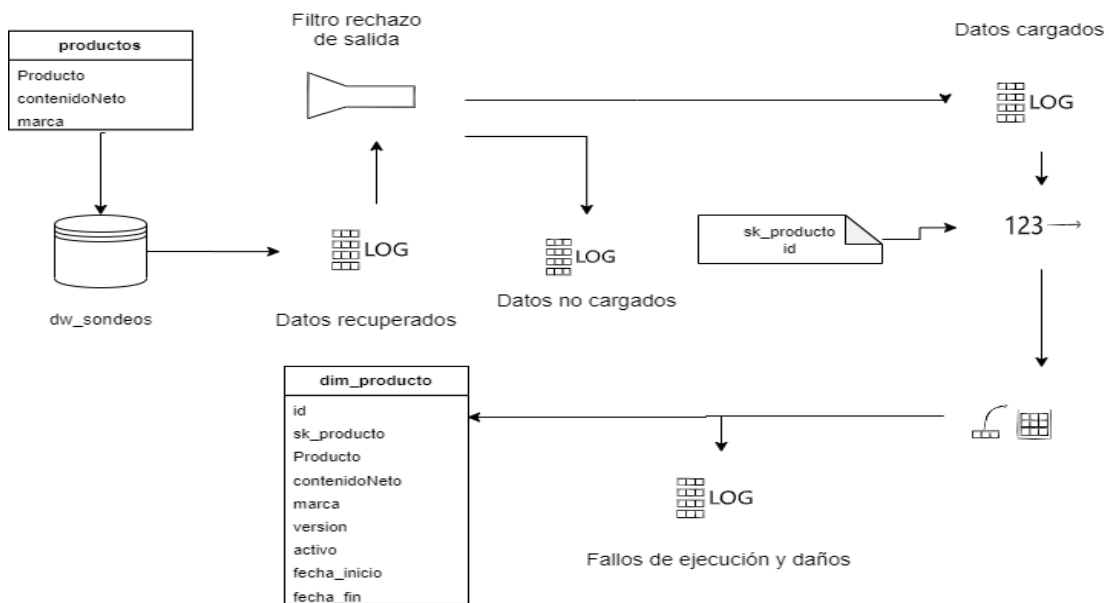 productos
Producto
contenidoNeto
marca
dw_sondeos
Filtro rechazo
de salida
LOG
Datos recuperados
LOG
Datos no cargados
Datos cargados
LOG
sk_producto
id
123
dim_producto
id
sk_producto
Producto
contenidoNeto
marca
version
activo
fecha_inicio
fecha_fin
LOG
Fallos de ejecución y daños